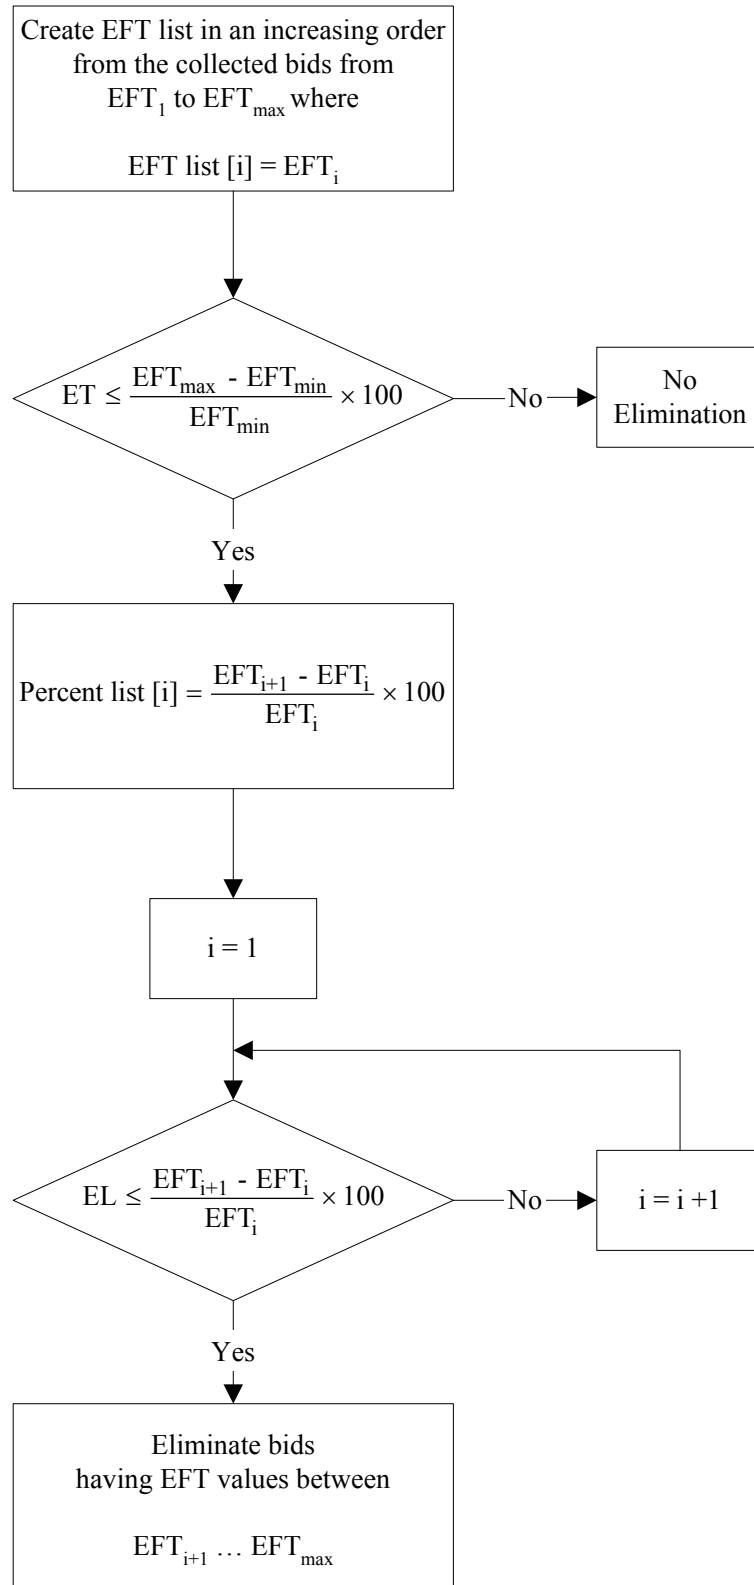 Create EFT list in an increasing order
from the collected bids from
EFT₁ to EFTₘₐₓ where
EFT list [i] = EFTᵢ
ET ≤ (EFTₘₐₓ - EFTₘᵢₙ) / EFTₘᵢₙ × 100
No
No
Elimination
Yes
Percent list [i] = (EFTᵢ₊₁ - EFTᵢ) / EFTᵢ × 100
i = 1
EL ≤ (EFTᵢ₊₁ - EFTᵢ) / EFTᵢ × 100
No
i = i +1
Yes
Eliminate bids
having EFT values between
EFTᵢ₊₁ … EFTₘₐₓ